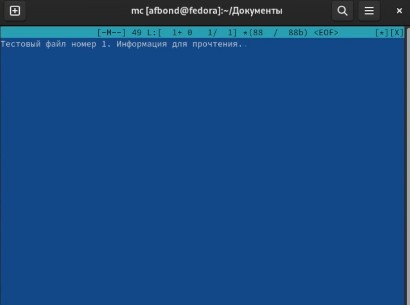 mc [afbond@fedora]:~/Документы
[-M--] 49 L:[ 1+ 0 1/ 1] *(88 / 88b) <EOF> [*][X]
Тестовый файл номер 1. Информация для прочтения.